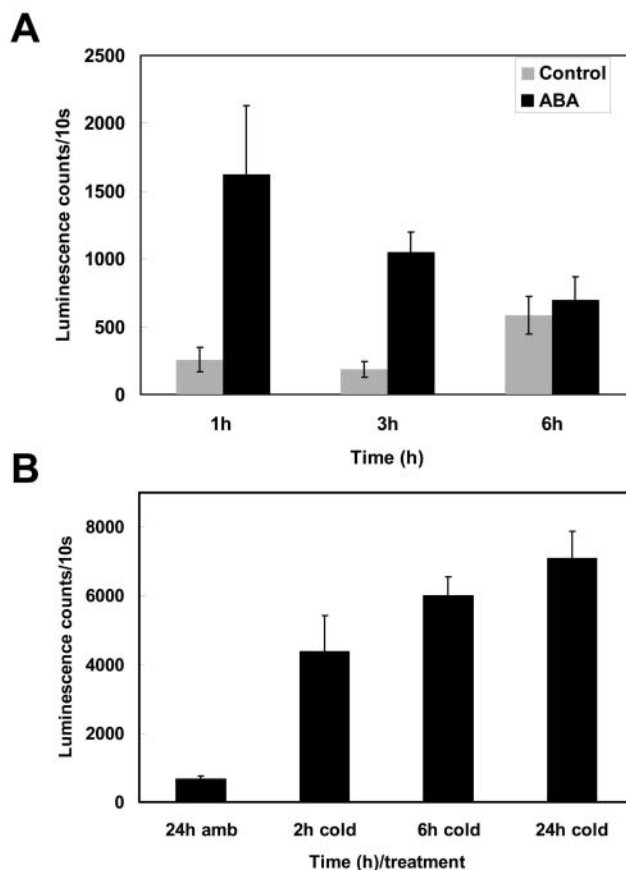 A
Luminescence counts/10s
2500
2000
1500
1000
500
0
Control
ABA
1h 3h 6h
Time (h)
B
Luminescence counts/10s
8000
6000
4000
2000
0
24h amb 2h cold 6h cold 24h cold
Time (h)/treatment